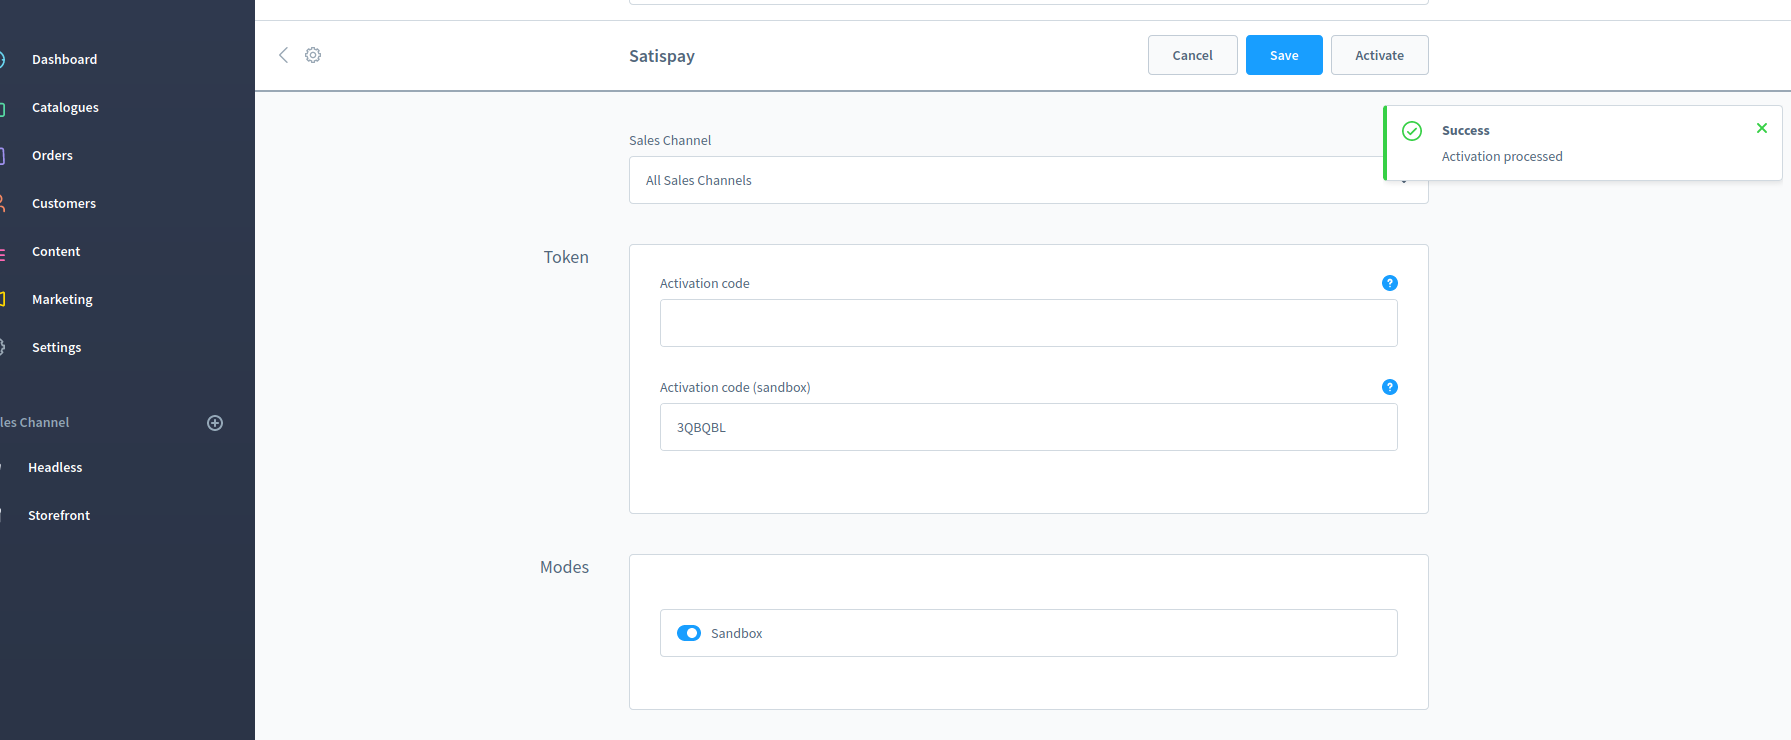 Dashboard
Catalogues
Orders
Customers
Content
Marketing
Settings
les Channel
Headless
Storefront
Satispay
Cancel
Save
Activate
Success
Activation processed
Sales Channel
All Sales Channels
Token
Activation code
?
Activation code (sandbox)
?
3QBQBL
Modes
Sandbox